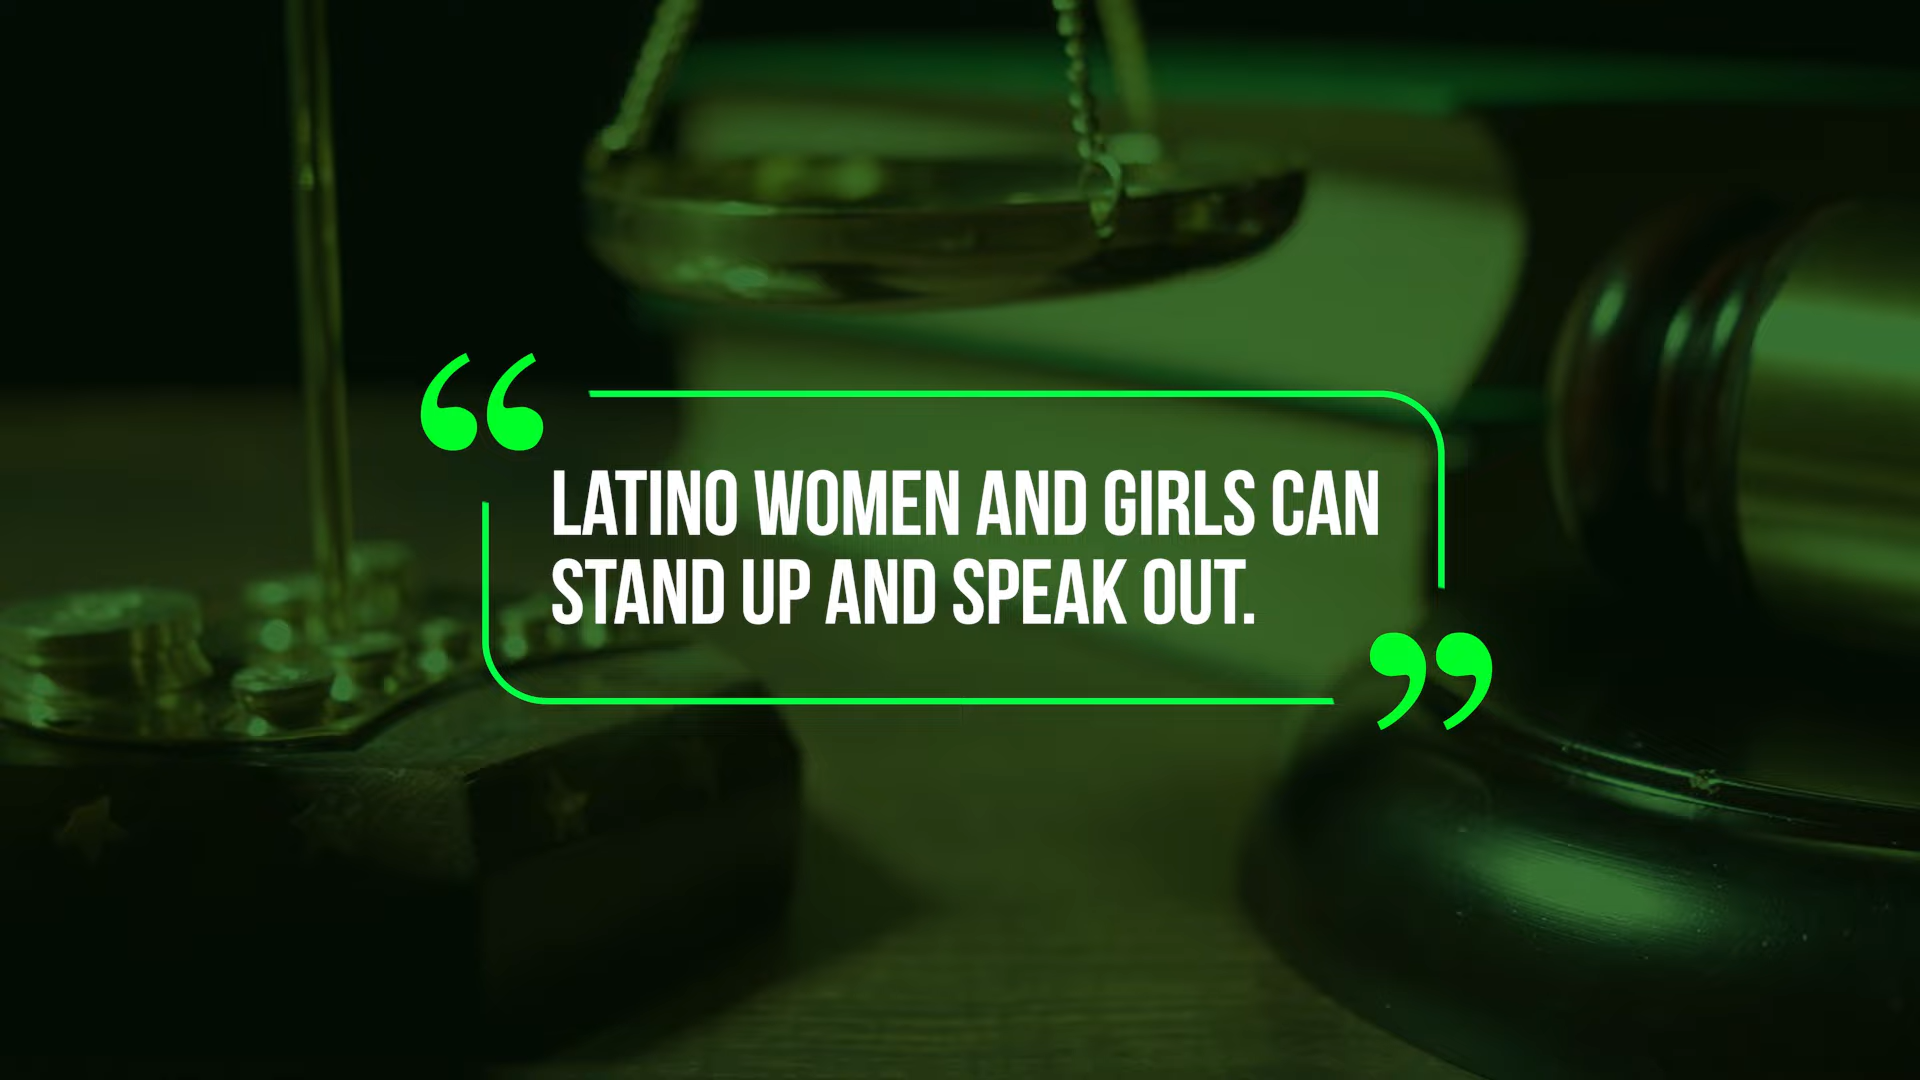 “
LATINO WOMEN AND GIRLS CAN
STAND UP AND SPEAK OUT.
”